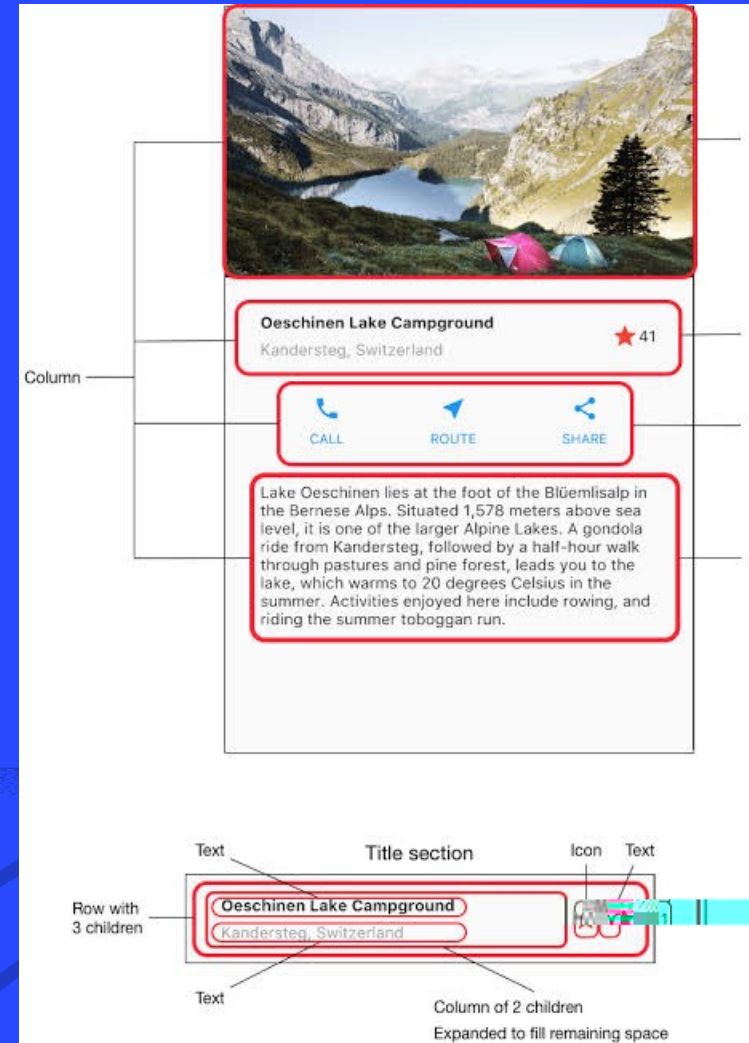 Oeschinen Lake Campground
Kandersteg, Switzerland
41
Column
CALL
ROUTE
SHARE
Lake Oeschinen lies at the foot of the Blüemlisalp in
the Bernese Alps. Situated 1,578 meters above sea
level, it is one of the larger Alpine Lakes. A gondola
ride from Kandersteg, followed by a half-hour walk
through pastures and pine forest, leads you to the
lake, which warms to 20 degrees Celsius in the
summer. Activities enjoyed here include rowing, and
riding the summer toboggan run.
Text
Title section
Icon
Text
Row with
3 children
Oeschinen Lake Campground
Kandersteg, Switzerland
Text
Column of 2 children
Expanded to fill remaining space